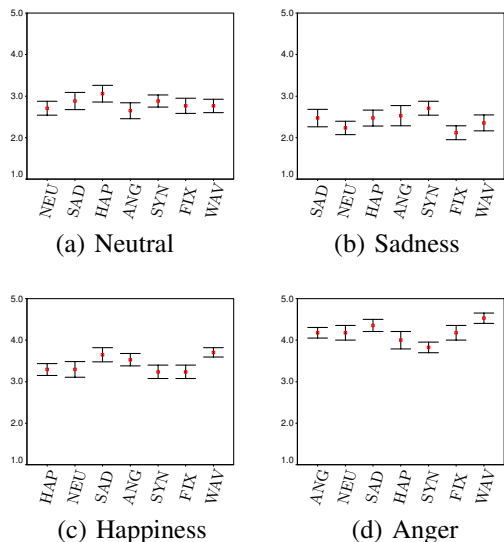 5.0
4.0
3.0
2.0
1.0
NEU SAD HAP ANG SYN FIX WAV
(a) Neutral
5.0
4.0
3.0
2.0
1.0
SAD NEU HAP ANG SYN FIX WAV
(b) Sadness
5.0
4.0
3.0
2.0
1.0
HAP NEU SAD ANG SYN FIX WAV
(c) Happiness
5.0
4.0
3.0
2.0
1.0
ANG NEU SAD HAP SYN FIX WAV
(d) Anger